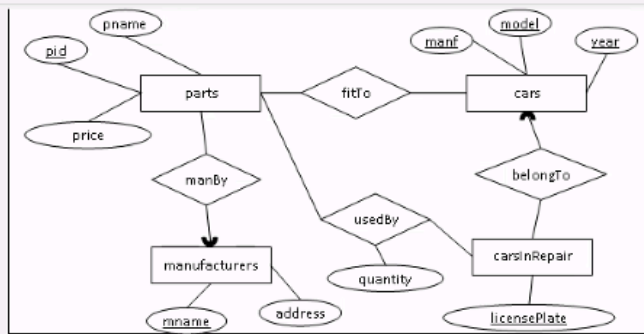 pname
model
manf
year
pid
parts
fitTo
cars
price
manBy
belongTo
usedBy
manufacturers
carsInRepair
quantity
mname
address
licensePlate